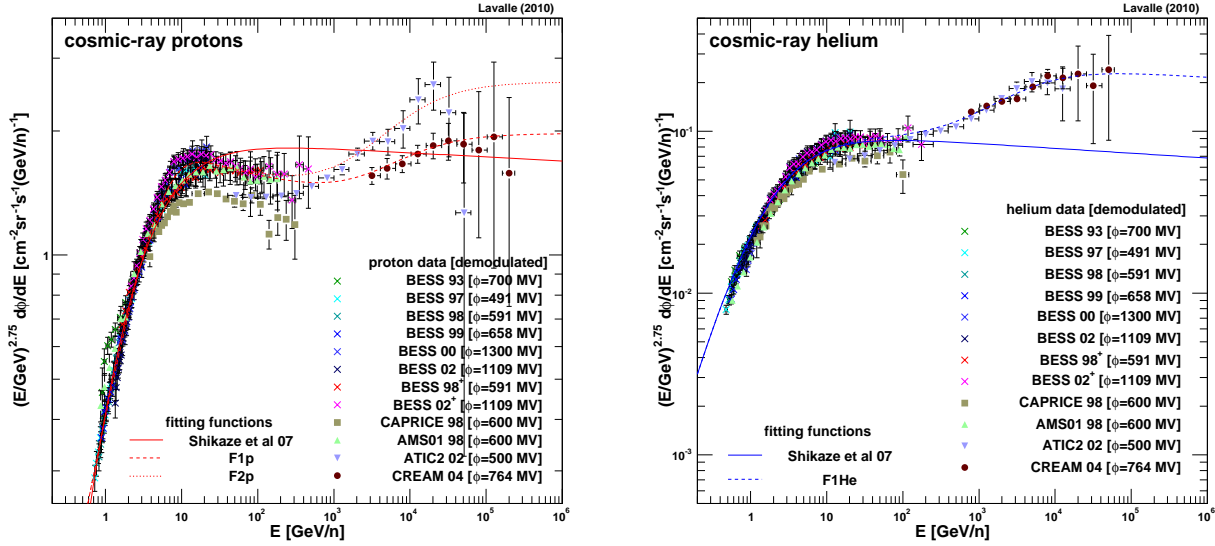 Lavalle (2010)
cosmic-ray protons
(E/GeV)^2.75 dϕ/dE [cm^-2sr^-1s^-1(GeV/n)^-1]
1
proton data [demodulated]
BESS 93 [ϕ=700 MV]
BESS 97 [ϕ=491 MV]
BESS 98 [ϕ=591 MV]
BESS 99 [ϕ=658 MV]
BESS 00 [ϕ=1300 MV]
BESS 02 [ϕ=1109 MV]
BESS 98^+ [ϕ=591 MV]
BESS 02^+ [ϕ=1109 MV]
CAPRICE 98 [ϕ=600 MV]
AMS01 98 [ϕ=600 MV]
ATIC2 02 [ϕ=500 MV]
CREAM 04 [ϕ=764 MV]
fitting functions
Shikaze et al 07
F1p
F2p
1 10 10^2 10^3 10^4 10^5 10^6
E [GeV/n]
Lavalle (2010)
cosmic-ray helium
(E/GeV)^2.75 dϕ/dE [cm^-2sr^-1s^-1(GeV/n)^-1]
10^-1
10^-2
10^-3
helium data [demodulated]
BESS 93 [ϕ=700 MV]
BESS 97 [ϕ=491 MV]
BESS 98 [ϕ=591 MV]
BESS 99 [ϕ=658 MV]
BESS 00 [ϕ=1300 MV]
BESS 02 [ϕ=1109 MV]
BESS 98^+ [ϕ=591 MV]
BESS 02^+ [ϕ=1109 MV]
CAPRICE 98 [ϕ=600 MV]
AMS01 98 [ϕ=600 MV]
ATIC2 02 [ϕ=500 MV]
CREAM 04 [ϕ=764 MV]
fitting functions
Shikaze et al 07
F1He
1 10 10^2 10^3 10^4 10^5 10^6
E [GeV/n]